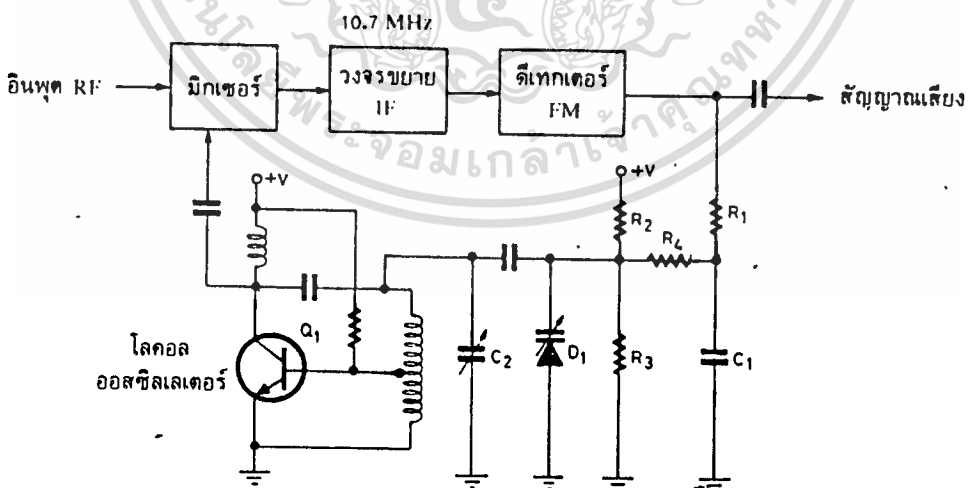 10.7 MHz
อินพุต RF
มิกเซอร์
วงจรขยาย
IF
ดีเทกเตอร์
FM
สัญญาณเสียง
+V
+V
R2
R1
R4
Q1
C2
D1
R3
C1
โลคอล
ออสซิลเลเตอร์